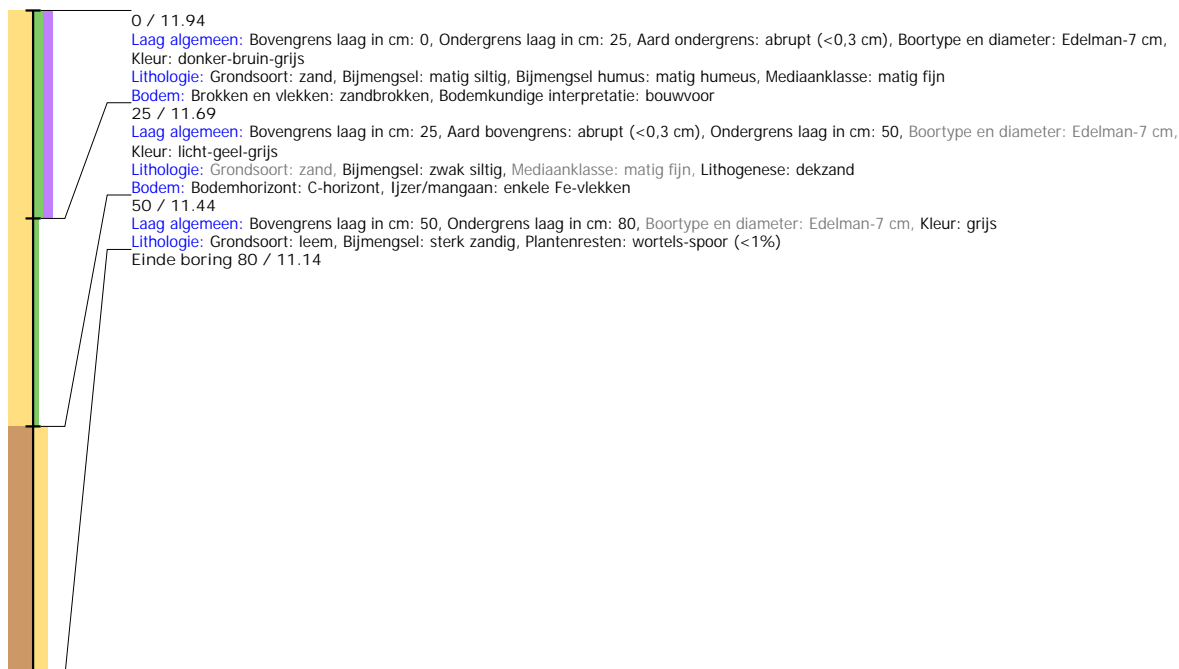 0 / 11.94
Laag algemeen: Bovengrens laag in cm: 0, Ondergrens laag in cm: 25, Aard ondergrens: abrupt (<0,3 cm), Boortype en diameter: Edelman-7 cm,
Kleur: donker-bruin-grijs
Lithologie: Grondsoort: zand, Bijmengsel: matig siltig, Bijmengsel humus: matig humeus, Mediaanklasse: matig fijn
Bodem: Brokken en vlekken: zandbrokken, Bodemkundige interpretatie: bouwvoor
25 / 11.69
Laag algemeen: Bovengrens laag in cm: 25, Aard bovengrens: abrupt (<0,3 cm), Ondergrens laag in cm: 50, Boortype en diameter: Edelman-7 cm,
Kleur: licht-geel-grijs
Lithologie: Grondsoort: zand, Bijmengsel: zwak siltig, Mediaanklasse: matig fijn, Lithogenese: dekzand
Bodem: Bodemhorizont: C-horizont, Ijzer/mangaan: enkele Fe-vlekken
50 / 11.44
Laag algemeen: Bovengrens laag in cm: 50, Ondergrens laag in cm: 80, Boortype en diameter: Edelman-7 cm, Kleur: grijs
Lithologie: Grondsoort: leem, Bijmengsel: sterk zandig, Plantenresten: wortels-spoor (<1%)
Einde boring 80 / 11.14